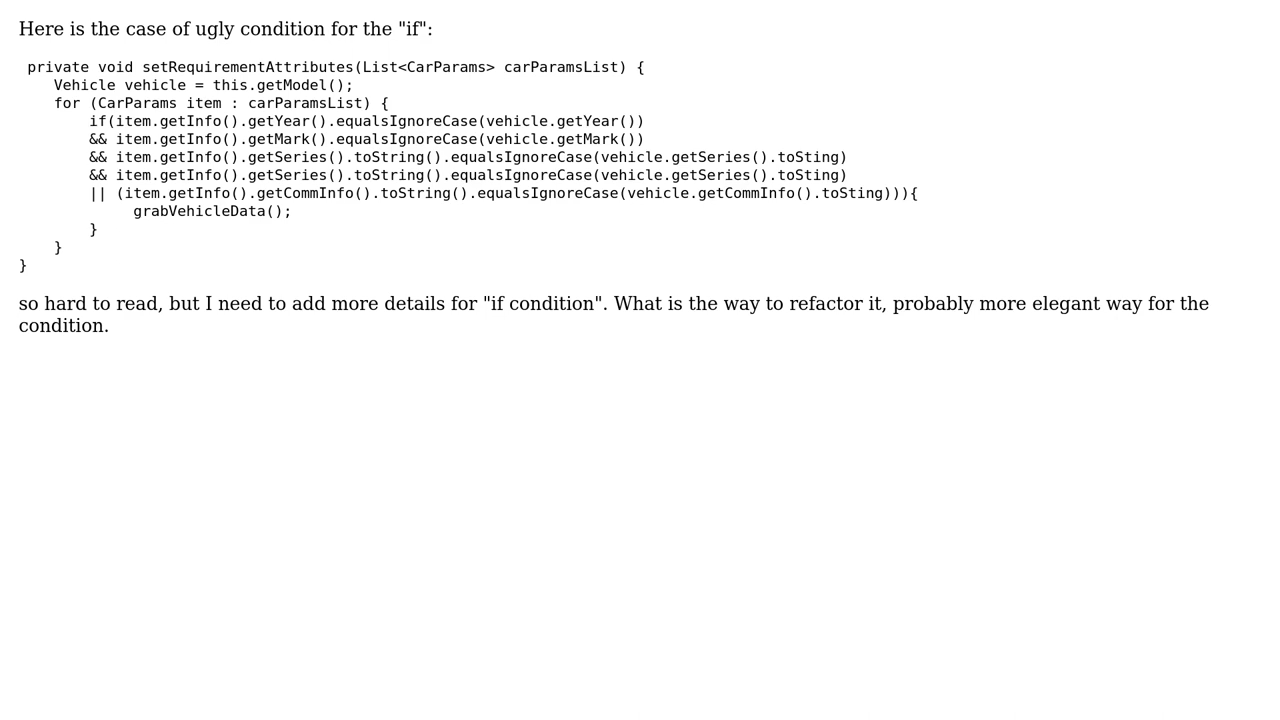 Here is the case of ugly condition for the "if":
private void setRequirementAttributes(List<CarParams> carParamsList) {
Vehicle vehicle = this.getModel();
for (CarParams item : carParamsList) {
if(item.getInfo().getYear().equalsIgnoreCase(vehicle.getYear())
&& item.getInfo().getMark().equalsIgnoreCase(vehicle.getMark())
&& item.getInfo().getSeries().toString().equalsIgnoreCase(vehicle.getSeries().toSting)
&& item.getInfo().getSeries().toString().equalsIgnoreCase(vehicle.getSeries().toSting)
|| (item.getInfo().getCommInfo().toString().equalsIgnoreCase(vehicle.getCommInfo().toSting))){
grabVehicleData();
}
}
}
so hard to read, but I need to add more details for "if condition". What is the way to refactor it, probably more elegant way for the
condition.